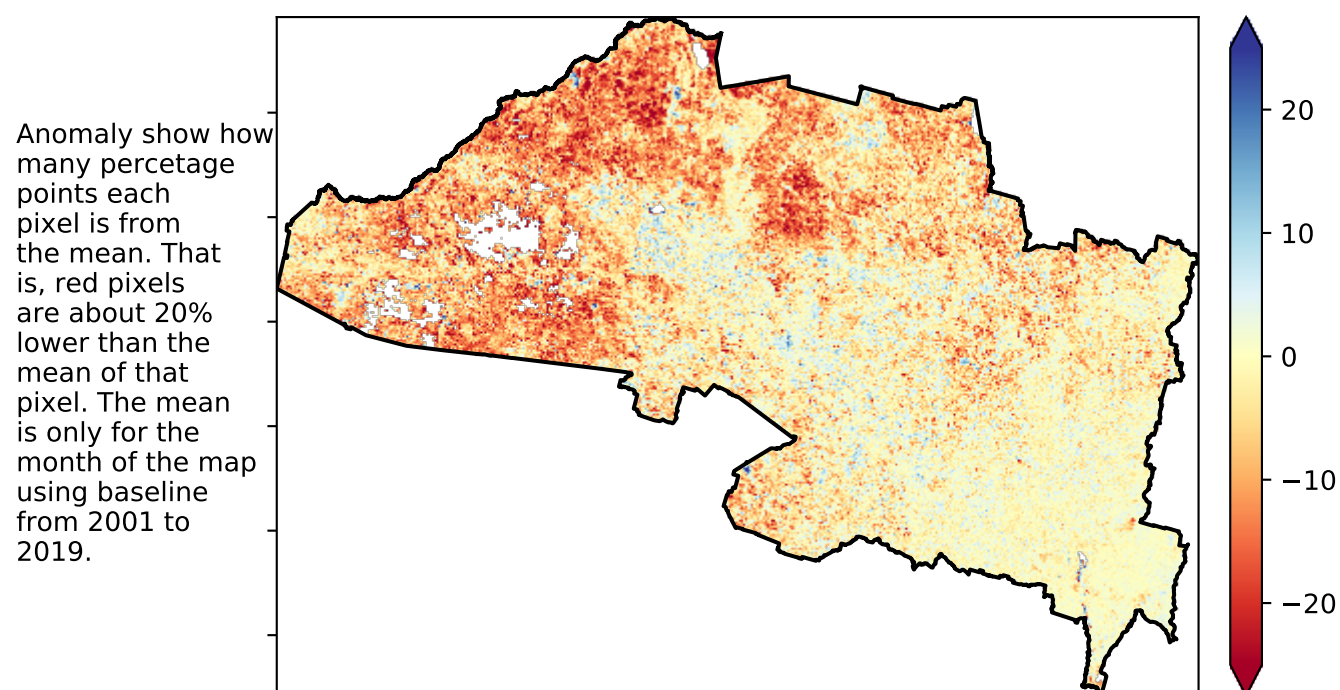 Anomaly show how
many percetage
points each
pixel is from
the mean. That
is, red pixels
are about 20%
lower than the
mean of that
pixel. The mean
is only for the
month of the map
using baseline
from 2001 to
2019.
20
10
0
−10
−20